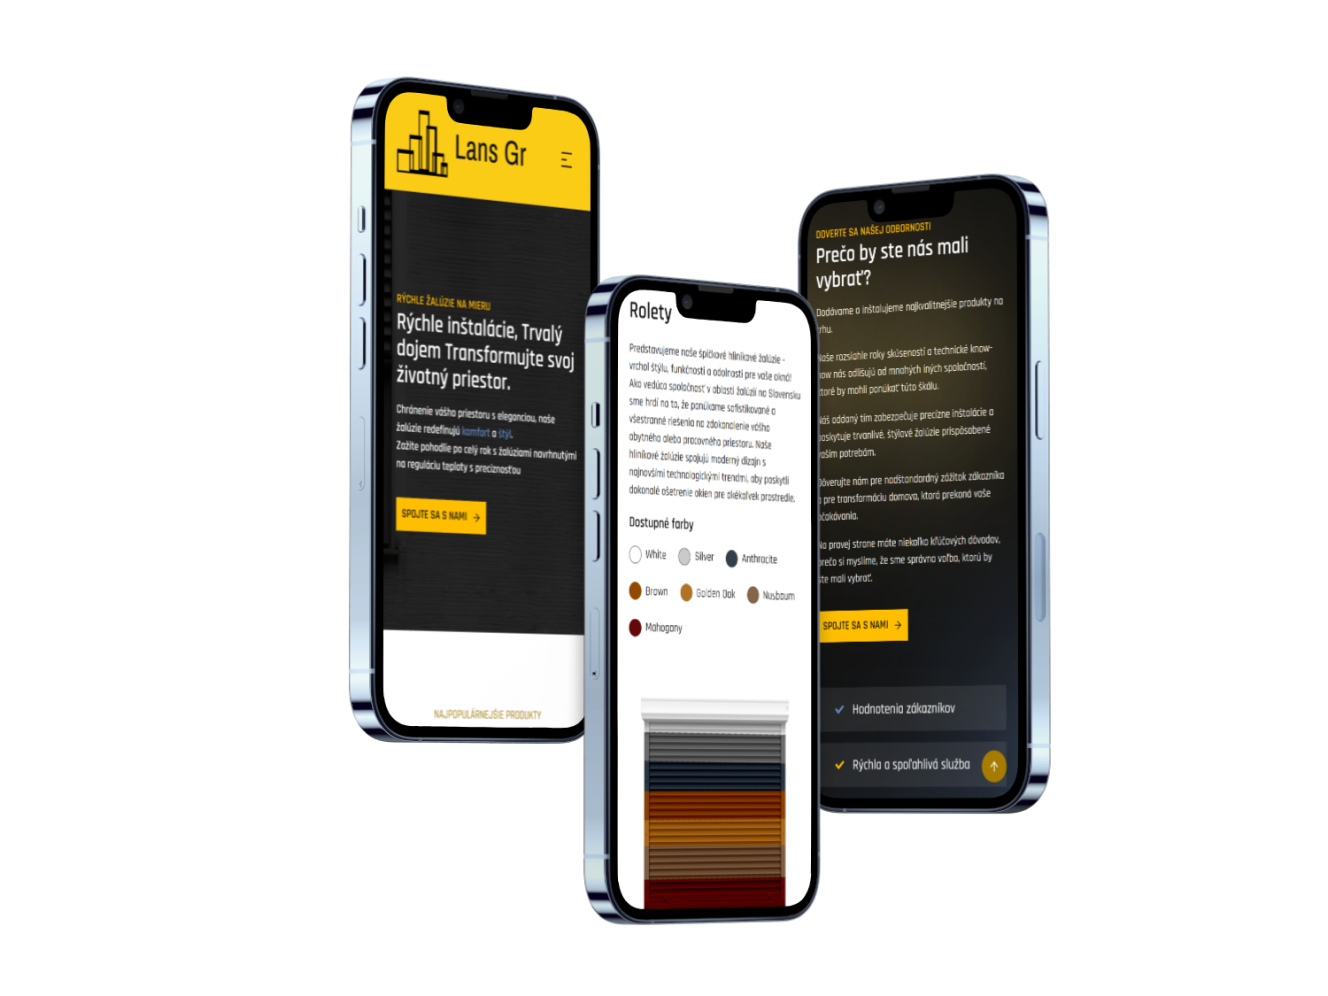 Lans Gr
RÝCHLE ŽALÚZIE NA MIERU
Rýchle inštalácie, Trvalý
dojem Transformujte svoj
životný priestor.
Chránenie vášho priestoru s eleganciou, naše
žalúzie redefinujú komfort a štýl.
Zažite pohodlie po celý rok s žalúziami navrhnutými
na reguláciu teploty s preciznosťou
SPOJTE SA S NAMI
NAJPOPULÁRNEJŠIE PRODUKTY
Rolety
Predstavujeme naše špičkové hliníkové žalúzie -
vrchol štýlu, funkčnosti a odolnosti pre vaše okná!
Ako vedúca spoločnosť v oblasti žalúzií na Slovensku
sme hrdí na to, že ponúkame sofistikované a
všestranné riešenia na zdokonalenie vášho
obytného alebo pracovného priestoru. Naše
hliníkové žalúzie spojujú moderný dizajn s
najnovšími technologickými trendmi, aby poskytli
dokonalé ošetrenie okien pre akékoľvek prostredie.
Dostupné farby
White
Silver
Anthracite
Brown
Golden Oak
Nusbaum
Mahogany
DOVERTE SA NAŠEJ ODBORNOSTI
Prečo by ste nás mali
vybrať?
Dodávame a inštalujeme najkvalitnejšie produkty na
trhu.
Naše rozsiahle roky skúseností a technické know-
how nás odlišujú od mnohých iných spoločností,
ktoré by mohli ponúkať túto škálu.
Náš oddaný tím zabezpečuje precízne inštalácie a
poskytuje trvanlivé, štýlové žalúzie prispôsobené
vašim potrebám.
Dôverujte nám pre nadštandardný zážitok zákazníka
a pre transformáciu domova, ktorá prekoná vaše
očakávania.
Na pravej strane máte niekoľko kľúčových dôvodov,
prečo si myslíme, že sme správna voľba, ktorú by
ste mali vybrať.
SPOJTE SA S NAMI
Hodnotenia zákazníkov
Rýchla a spoľahlivá služba